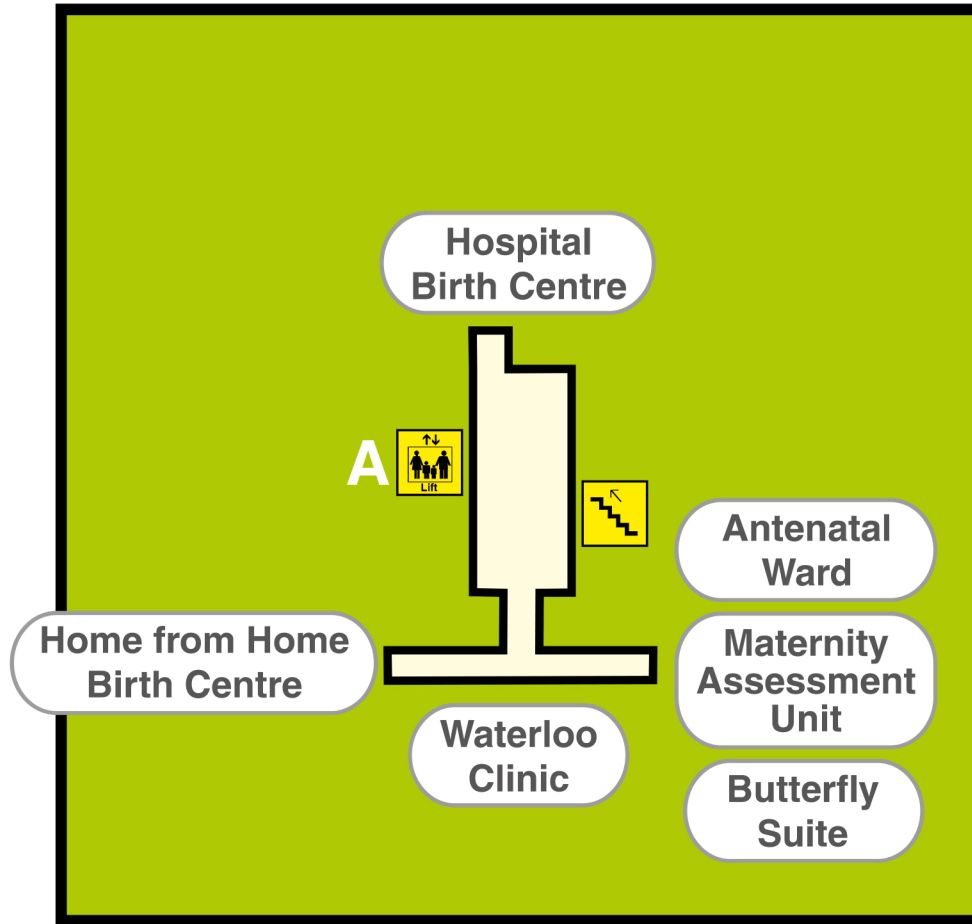 Hospital
Birth Centre
A
Lift
Antenatal
Ward
Home from Home
Birth Centre
Maternity
Assessment
Unit
Waterloo
Clinic
Butterfly
Suite